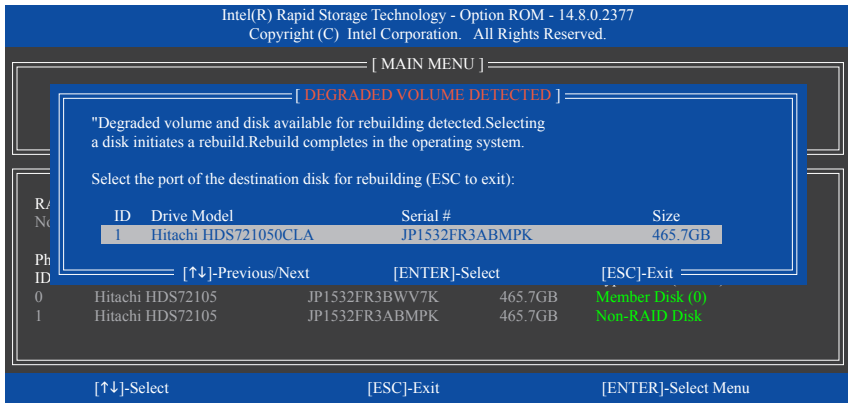 Intel(R) Rapid Storage Technology - Option ROM - 14.8.0.2377
Copyright (C) Intel Corporation. All Rights Reserved.
[ MAIN MENU ]
[ DEGRADED VOLUME DETECTED ]
"Degraded volume and disk available for rebuilding detected.Selecting
a disk initiates a rebuild.Rebuild completes in the operating system.
Select the port of the destination disk for rebuilding (ESC to exit):
ID Drive Model Serial # Size
1 Hitachi HDS721050CLA JP1532FR3ABMPK 465.7GB
[↑↓]-Previous/Next [ENTER]-Select [ESC]-Exit
ID
0 Hitachi HDS72105 JP1532FR3BWV7K 465.7GB Member Disk (0)
1 Hitachi HDS72105 JP1532FR3ABMPK 465.7GB Non-RAID Disk
[↑↓]-Select [ESC]-Exit [ENTER]-Select Menu